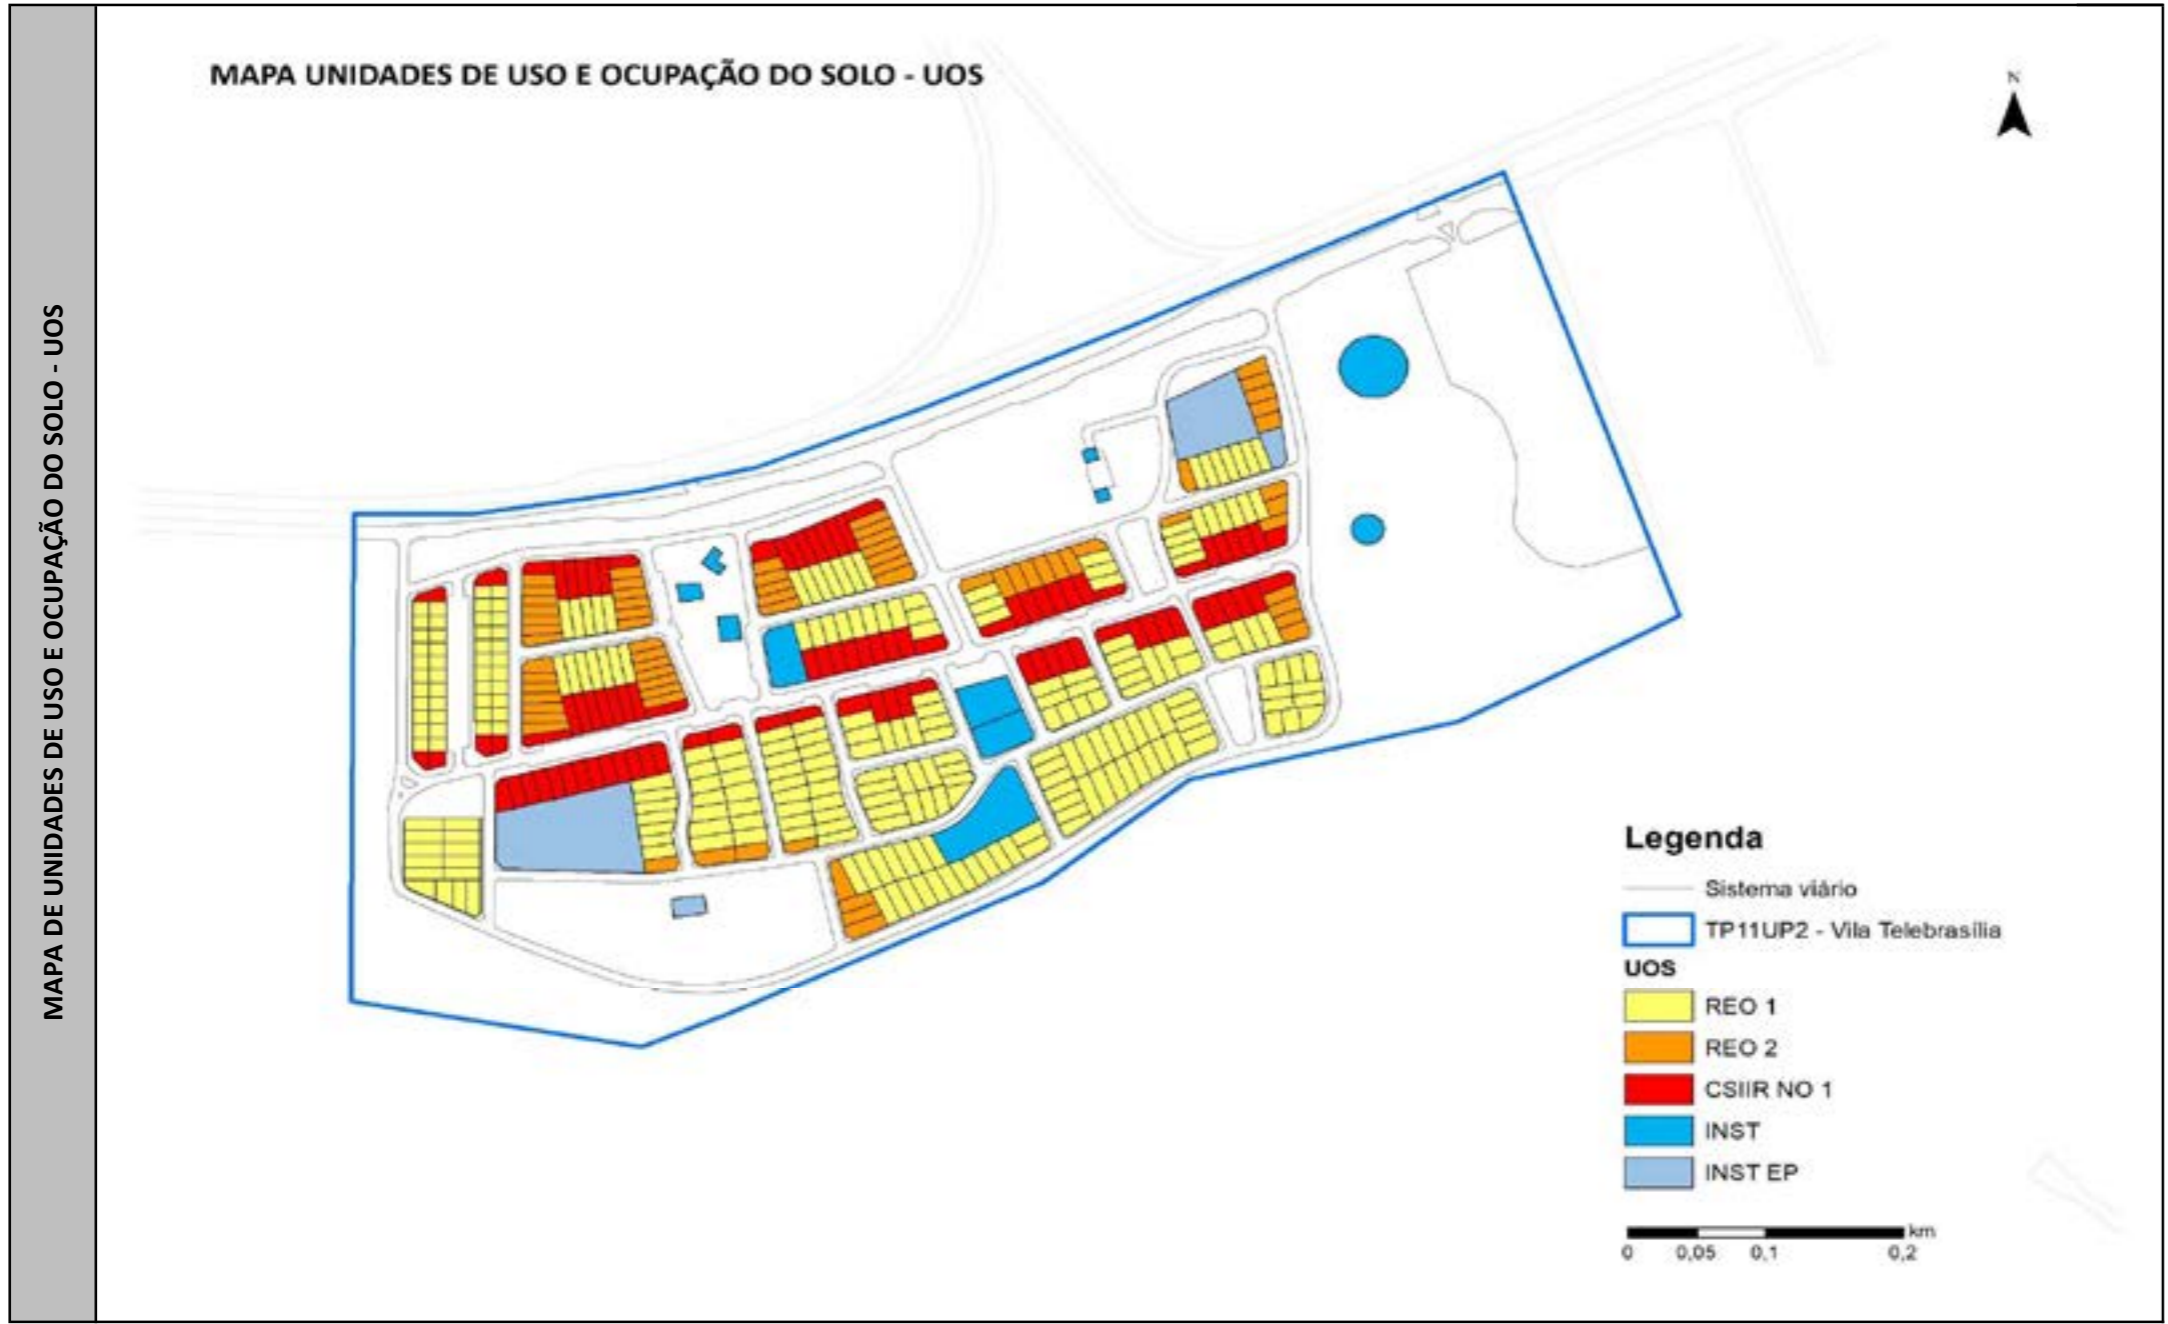 MAPA DE UNIDADES DE USO E OCUPAÇÃO DO SOLO - UOS
MAPA UNIDADES DE USO E OCUPAÇÃO DO SOLO - UOS
N
Legenda
Sistema viário
TP11UP2 - Vila Telebrasília
UOS
REO 1
REO 2
CSIIR NO 1
INST
INST EP
km
0 0,05 0,1 0,2